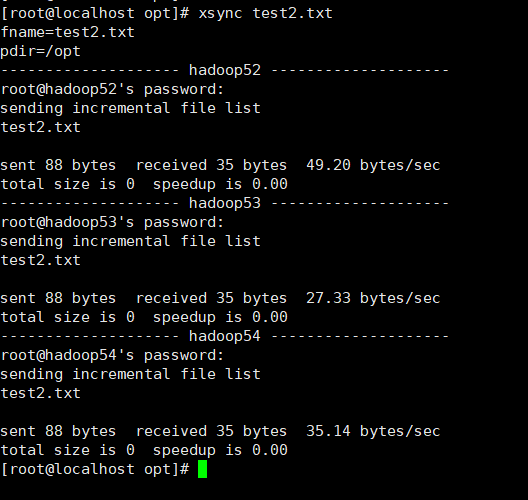 [root@localhost opt]# xsync test2.txt
fname=test2.txt
pdir=/opt
-------------------- hadoop52 --------------------
root@hadoop52's password:
sending incremental file list
test2.txt

sent 88 bytes  received 35 bytes  49.20 bytes/sec
total size is 0  speedup is 0.00
-------------------- hadoop53 --------------------
root@hadoop53's password:
sending incremental file list
test2.txt

sent 88 bytes  received 35 bytes  27.33 bytes/sec
total size is 0  speedup is 0.00
-------------------- hadoop54 --------------------
root@hadoop54's password:
sending incremental file list
test2.txt

sent 88 bytes  received 35 bytes  35.14 bytes/sec
total size is 0  speedup is 0.00
[root@localhost opt]#